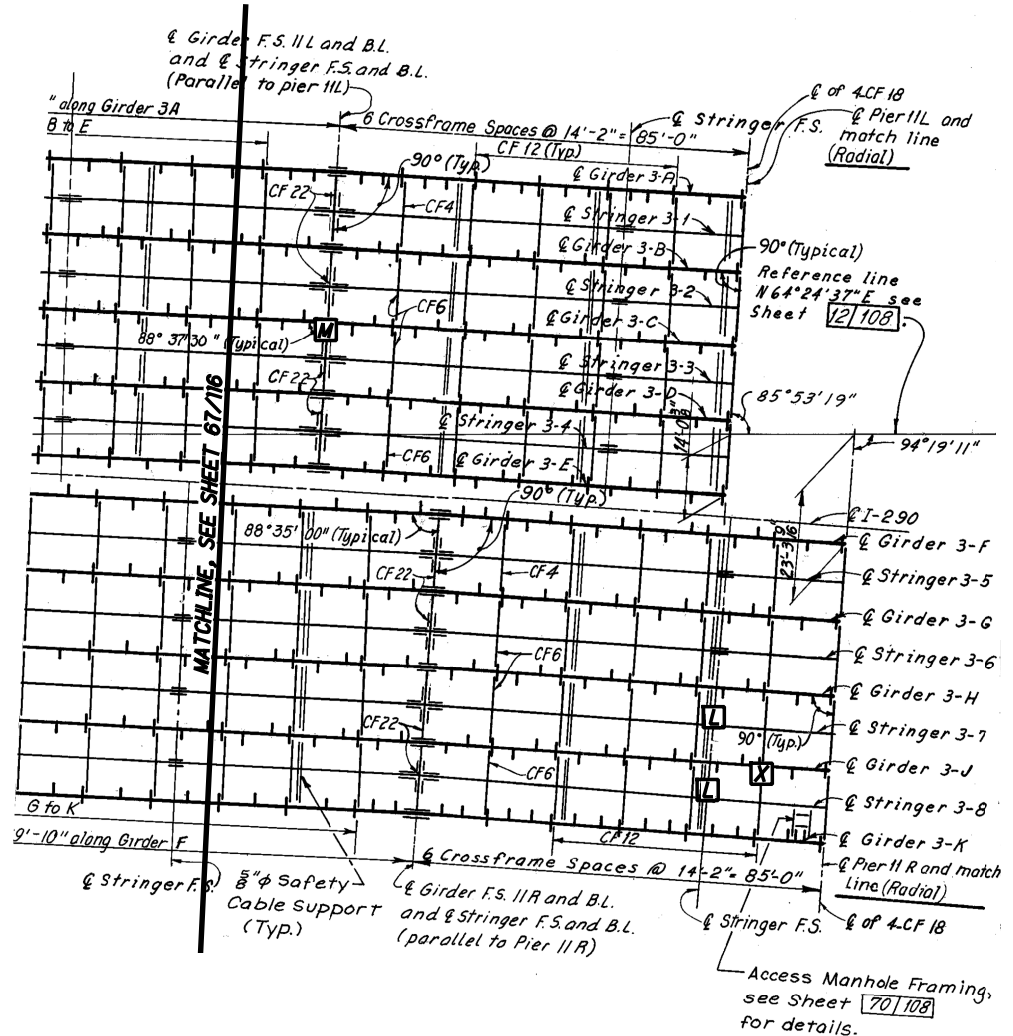 ℄ Girder F.S. 11L and B.L.
and ℄ Stringer F.S. and B.L.
(Parallel to pier 11L)
" along Girder 3A
B to E
6 Crossframe Spaces @ 14'-2" = 85'-0"
℄ Stringer F.S.
℄ of 4-CF 18
℄ Pier 11L and
match line
(Radial)
CF 12 (Typ.)
90° (Typ.)
CF 22
CF4
℄ Girder 3-A
℄ Stringer 3-1
℄ Girder 3-B
℄ Stringer 3-2
90° (Typical)
Reference line
N 64° 24' 37" E see
Sheet 12/108.
CF6
℄ Girder 3-C
M
88° 37' 30" (Typical)
℄ Stringer 3-3
CF 22
℄ Girder 3-D
85° 53' 19"
℄ Stringer 3-4
94° 19' 11"
CF6
℄ Girder 3-E
90° (Typ.)
MATCHLINE, SEE SHEET 67/116
℄ I-290
88° 35' 00" (Typical)
℄ Girder 3-F
CF 22
CF4
℄ Stringer 3-5
℄ Girder 3-G
CF6
℄ Stringer 3-6
℄ Girder 3-H
L
CF22
90° (Typ.)
℄ Stringer 3-7
CF6
X
℄ Girder 3-J
L
℄ Stringer 3-8
G to K
9'-10" along Girder F
CF 12
℄ Girder 3-K
6 Crossframe Spaces @ 14'-2" = 85'-0"
℄ Pier 11 R and match
Line (Radial)
℄ Stringer F.S.
5/8" φ Safety
Cable Support
(Typ.)
℄ Girder F.S. 11R and B.L.
and ℄ Stringer F.S. and B.L.
(parallel to Pier 11R)
℄ Stringer F.S.
℄ of 4-CF 18
Access Manhole Framing,
see Sheet 70/108
for details.